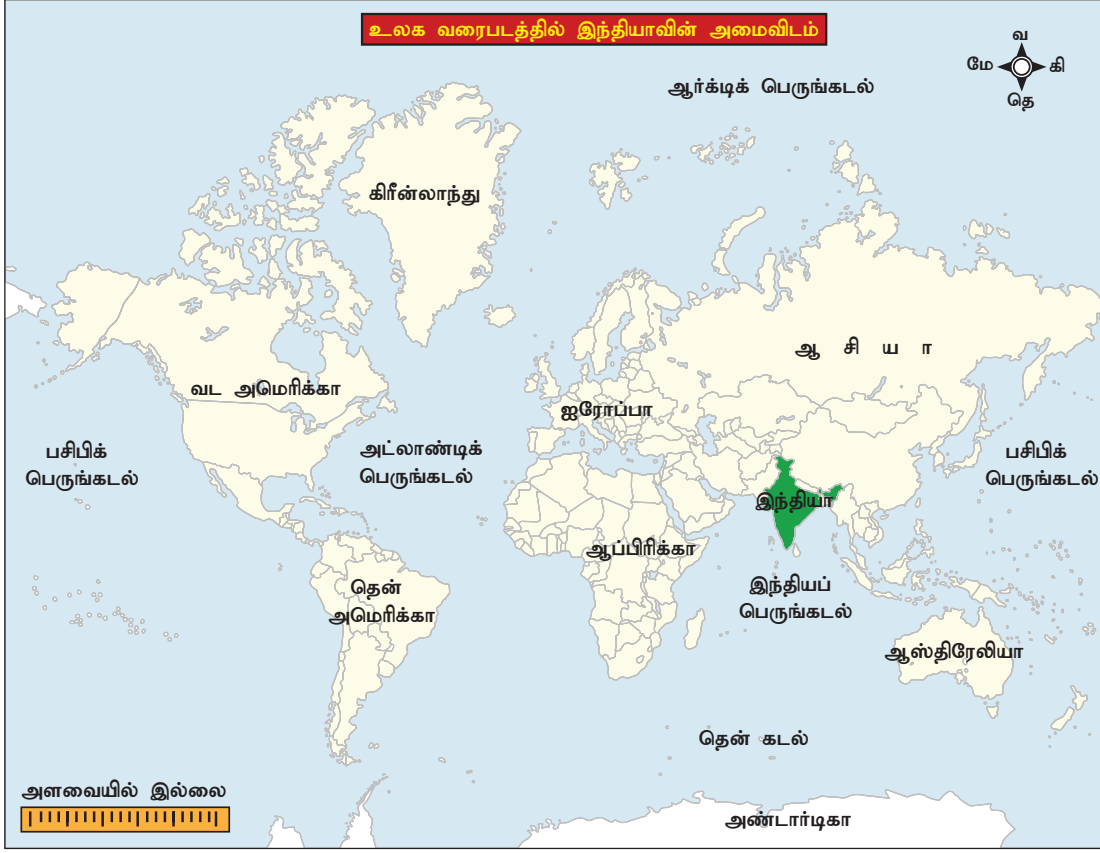 உலக வரைபடத்தில் இந்தியாவின் அமைவிடம்
வ
மே
கி
தெ
ஆர்க்டிக் பெருங்கடல்
கிரீன்லாந்து
ஆ சி ய ா
வட அமெரிக்கா
ஐரோப்பா
பசிபிக்
பெருங்கடல்
அட்லாண்டிக்
பெருங்கடல்
பசிபிக்
பெருங்கடல்
இந்தியா
ஆப்பிரிக்கா
தென்
அமெரிக்கா
இந்தியப்
பெருங்கடல்
ஆஸ்திரேலியா
தென் கடல்
அளவையில் இல்லை
அண்டார்டிகா